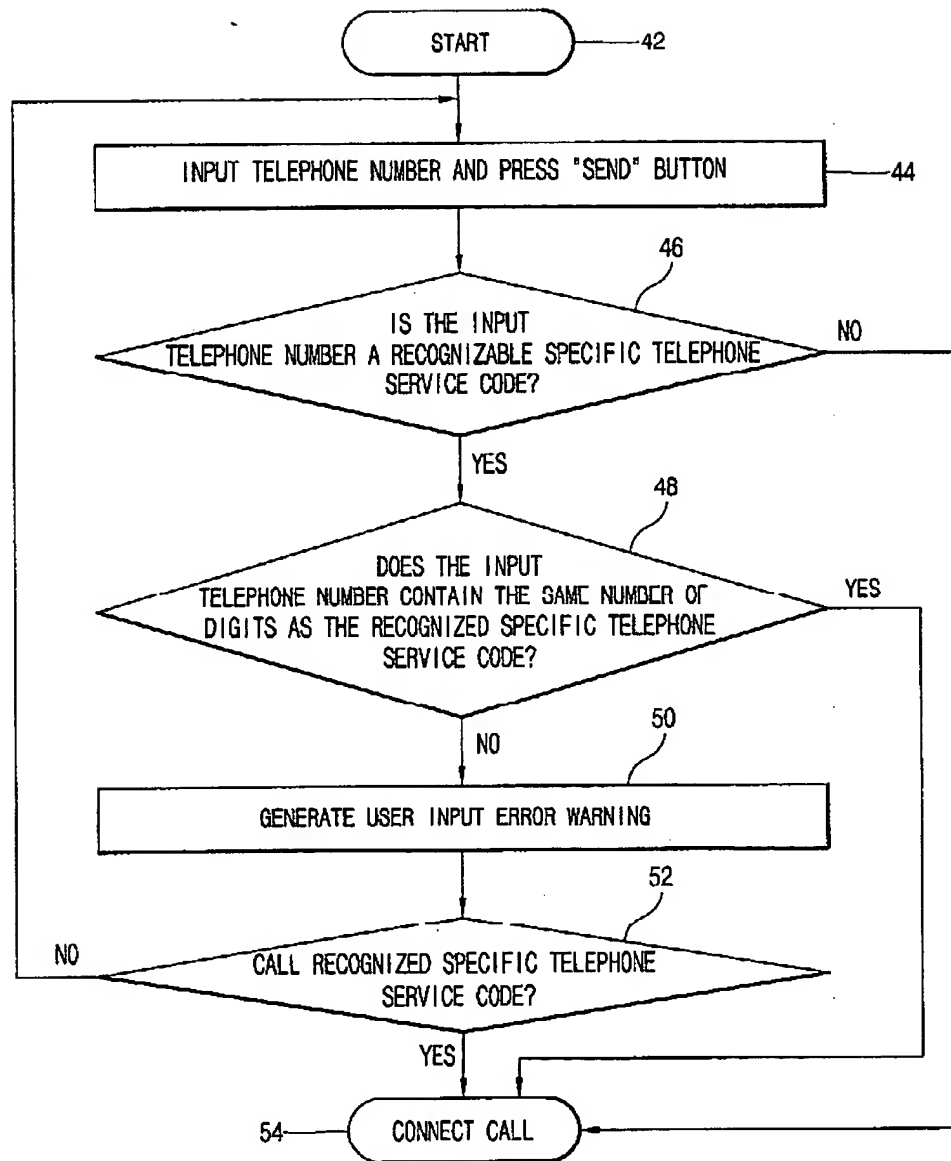 START
42
INPUT TELEPHONE NUMBER AND PRESS "SEND" BUTTON
44
46
IS THE INPUT
TELEPHONE NUMBER A RECOGNIZABLE SPECIFIC TELEPHONE
SERVICE CODE?
NO
YES
48
DOES THE INPUT
TELEPHONE NUMBER CONTAIN THE SAME NUMBER OF
DIGITS AS THE RECOGNIZED SPECIFIC TELEPHONE
SERVICE CODE?
YES
NO
50
GENERATE USER INPUT ERROR WARNING
52
NO
CALL RECOGNIZED SPECIFIC TELEPHONE
SERVICE CODE?
YES
54
CONNECT CALL